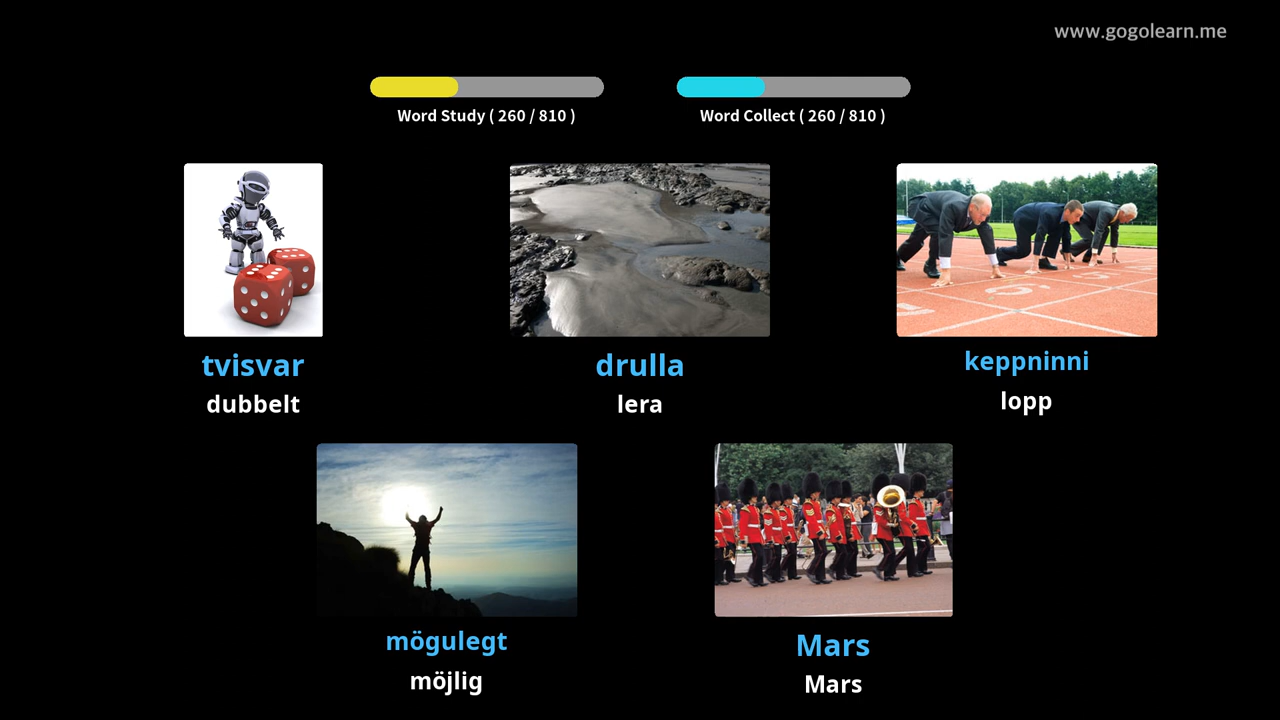 www.gogolearn.me
Word Study ( 260 / 810 )
Word Collect ( 260 / 810 )
tvisvar
dubbelt
drulla
lera
keppninni
lopp
mögulegt
möjlig
Mars
Mars